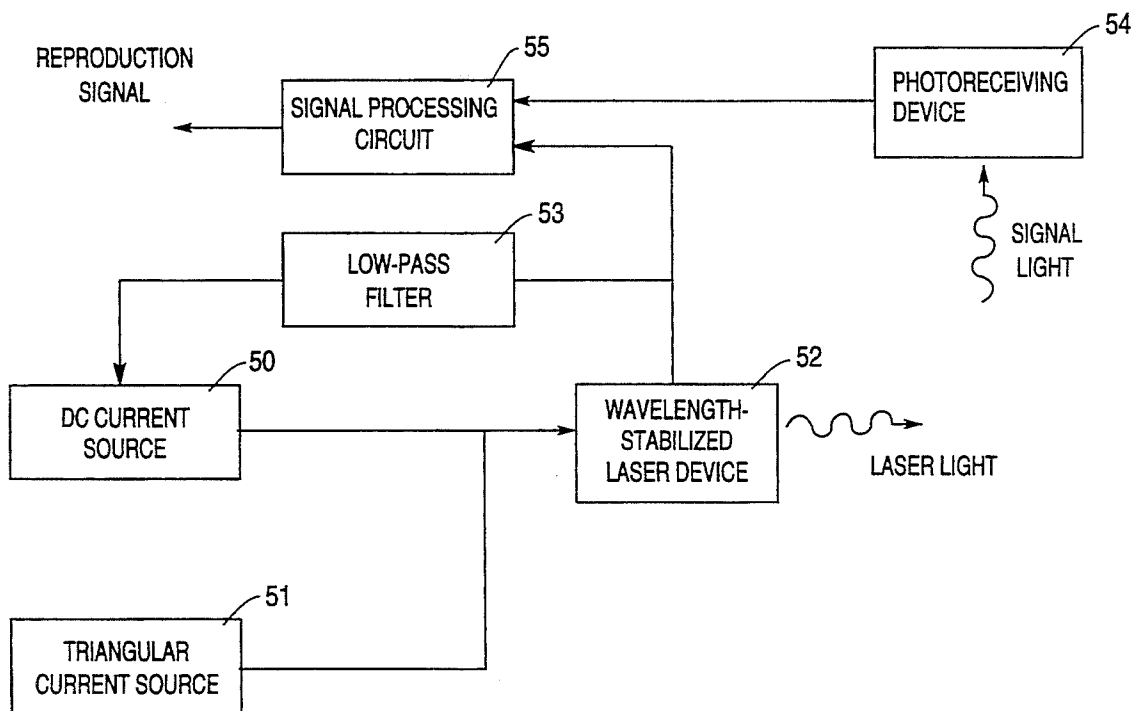 REPRODUCTION
SIGNAL
55
SIGNAL PROCESSING
CIRCUIT
54
PHOTORECEIVING
DEVICE
53
LOW-PASS
FILTER
SIGNAL
LIGHT
50
DC CURRENT
SOURCE
52
WAVELENGTH-
STABILIZED
LASER DEVICE
LASER LIGHT
51
TRIANGULAR
CURRENT SOURCE